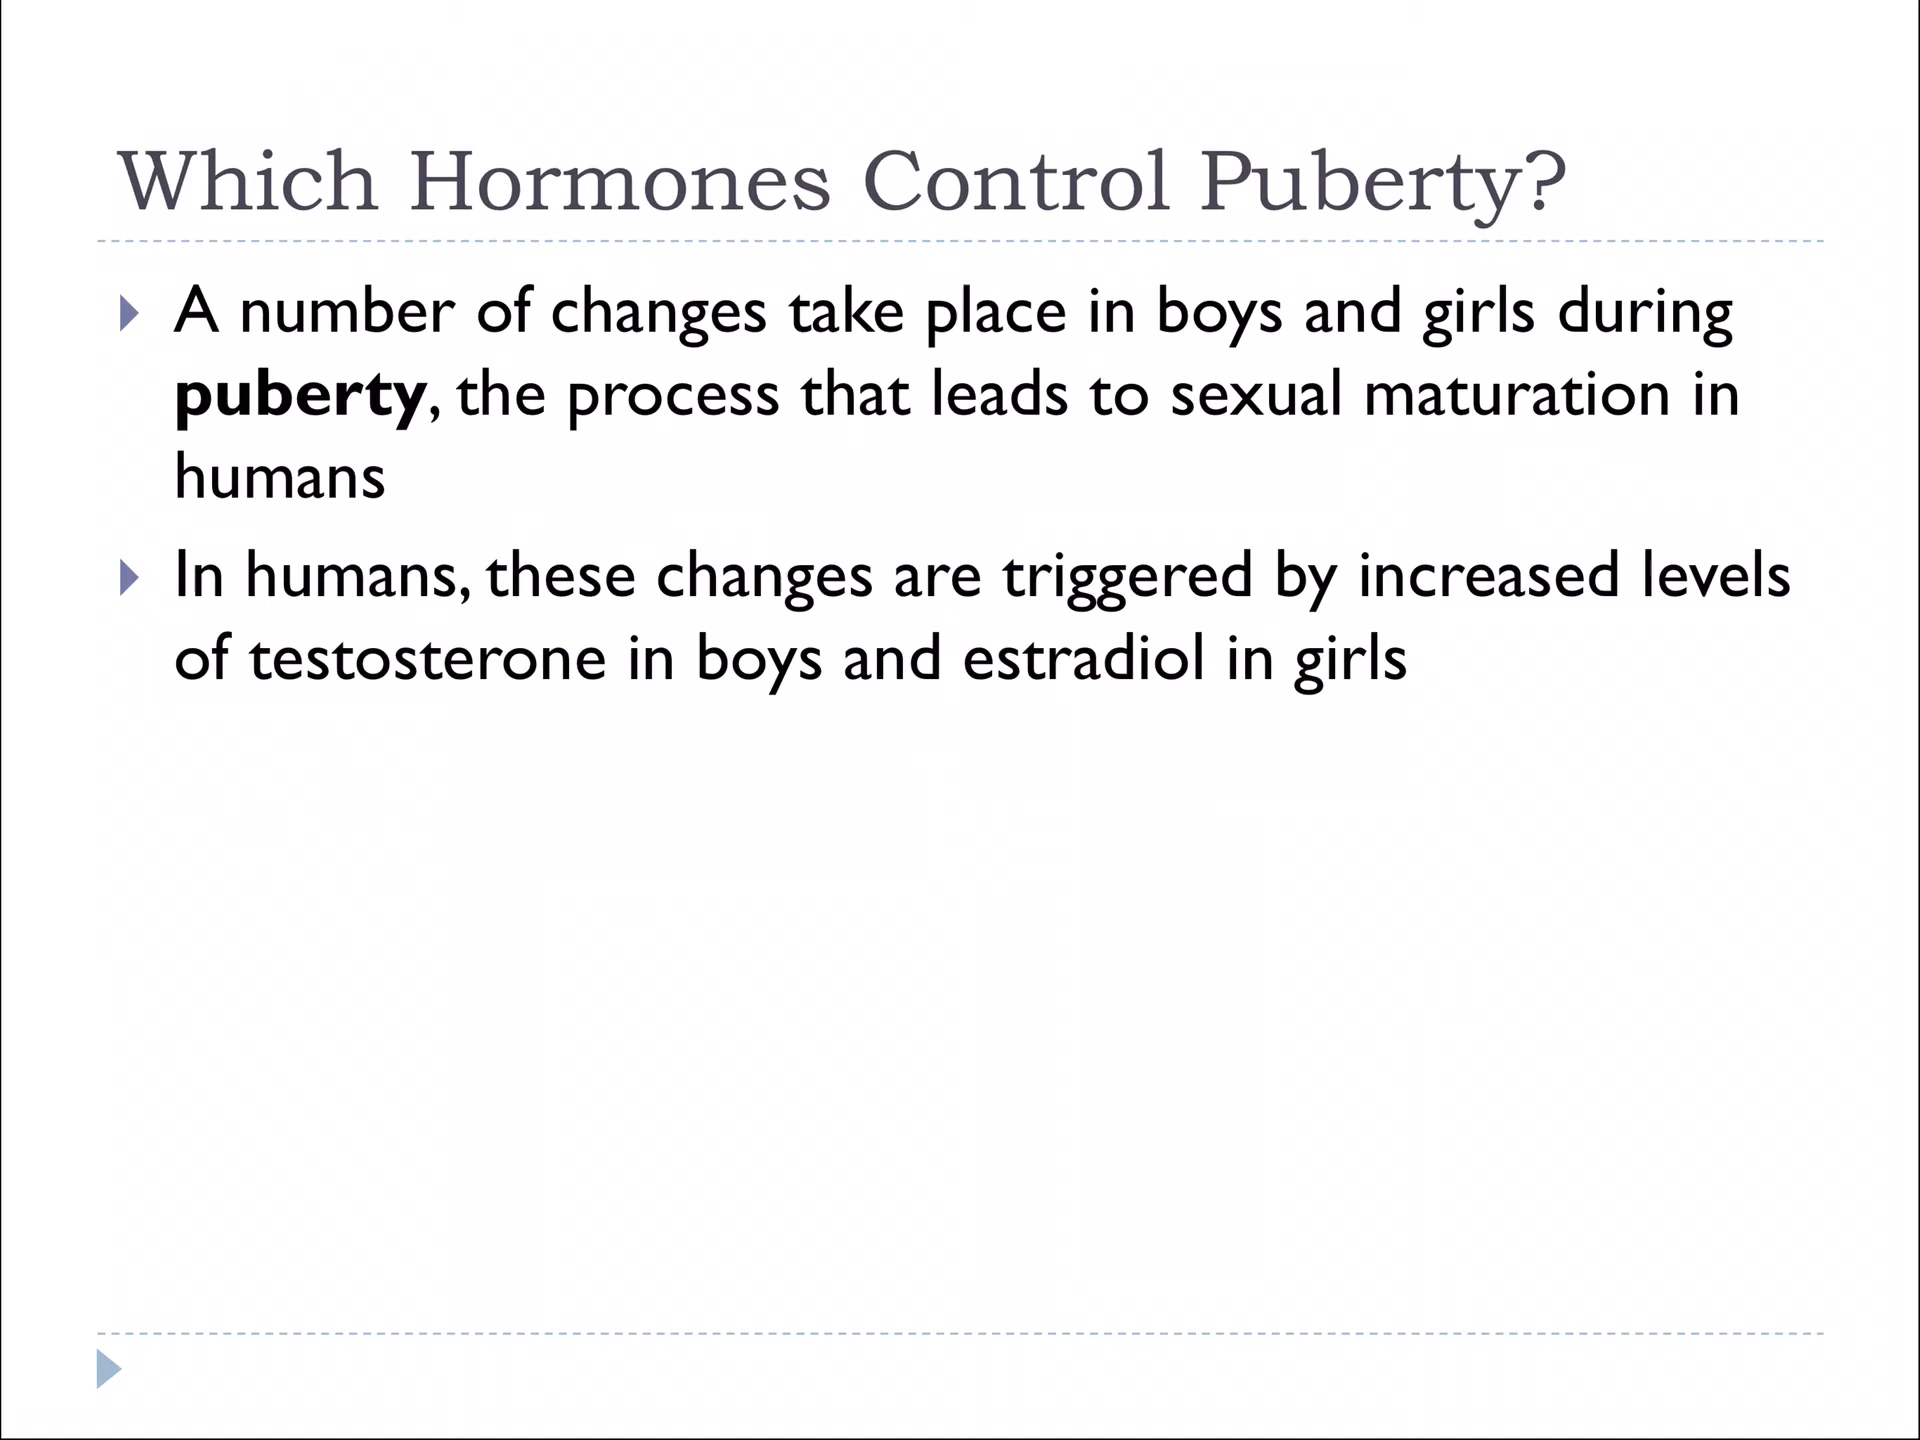 Which Hormones Control Puberty?
A number of changes take place in boys and girls during
puberty, the process that leads to sexual maturation in
humans
In humans, these changes are triggered by increased levels
of testosterone in boys and estradiol in girls